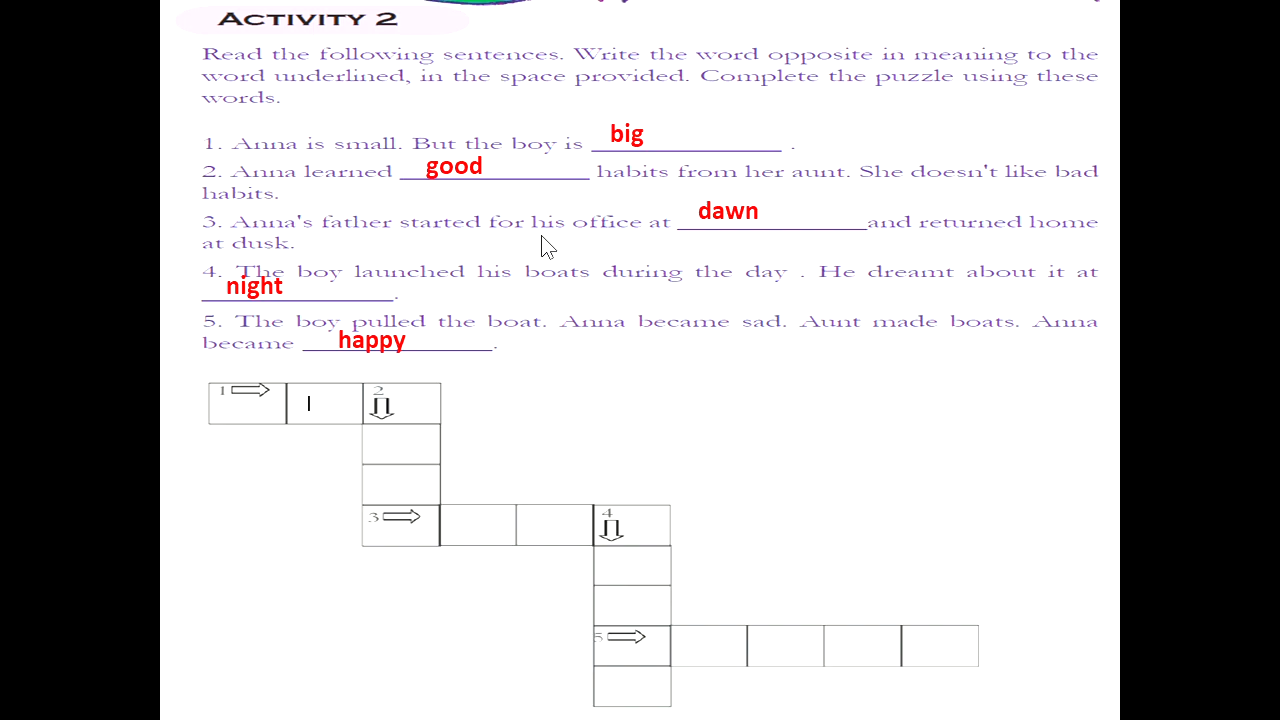 ACTIVITY 2
Read the following sentences. Write the word opposite in meaning to the
word underlined, in the space provided. Complete the puzzle using these
words.
1. Anna is small. But the boy is big .
2. Anna learned good habits from her aunt. She doesn't like bad
habits.
3. Anna's father started for his office at dawn and returned home
at dusk.
4. The boy launched his boats during the day . He dreamt about it at
night.
5. The boy pulled the boat. Anna became sad. Aunt made boats. Anna
became happy.
1 I 2
3 4
5